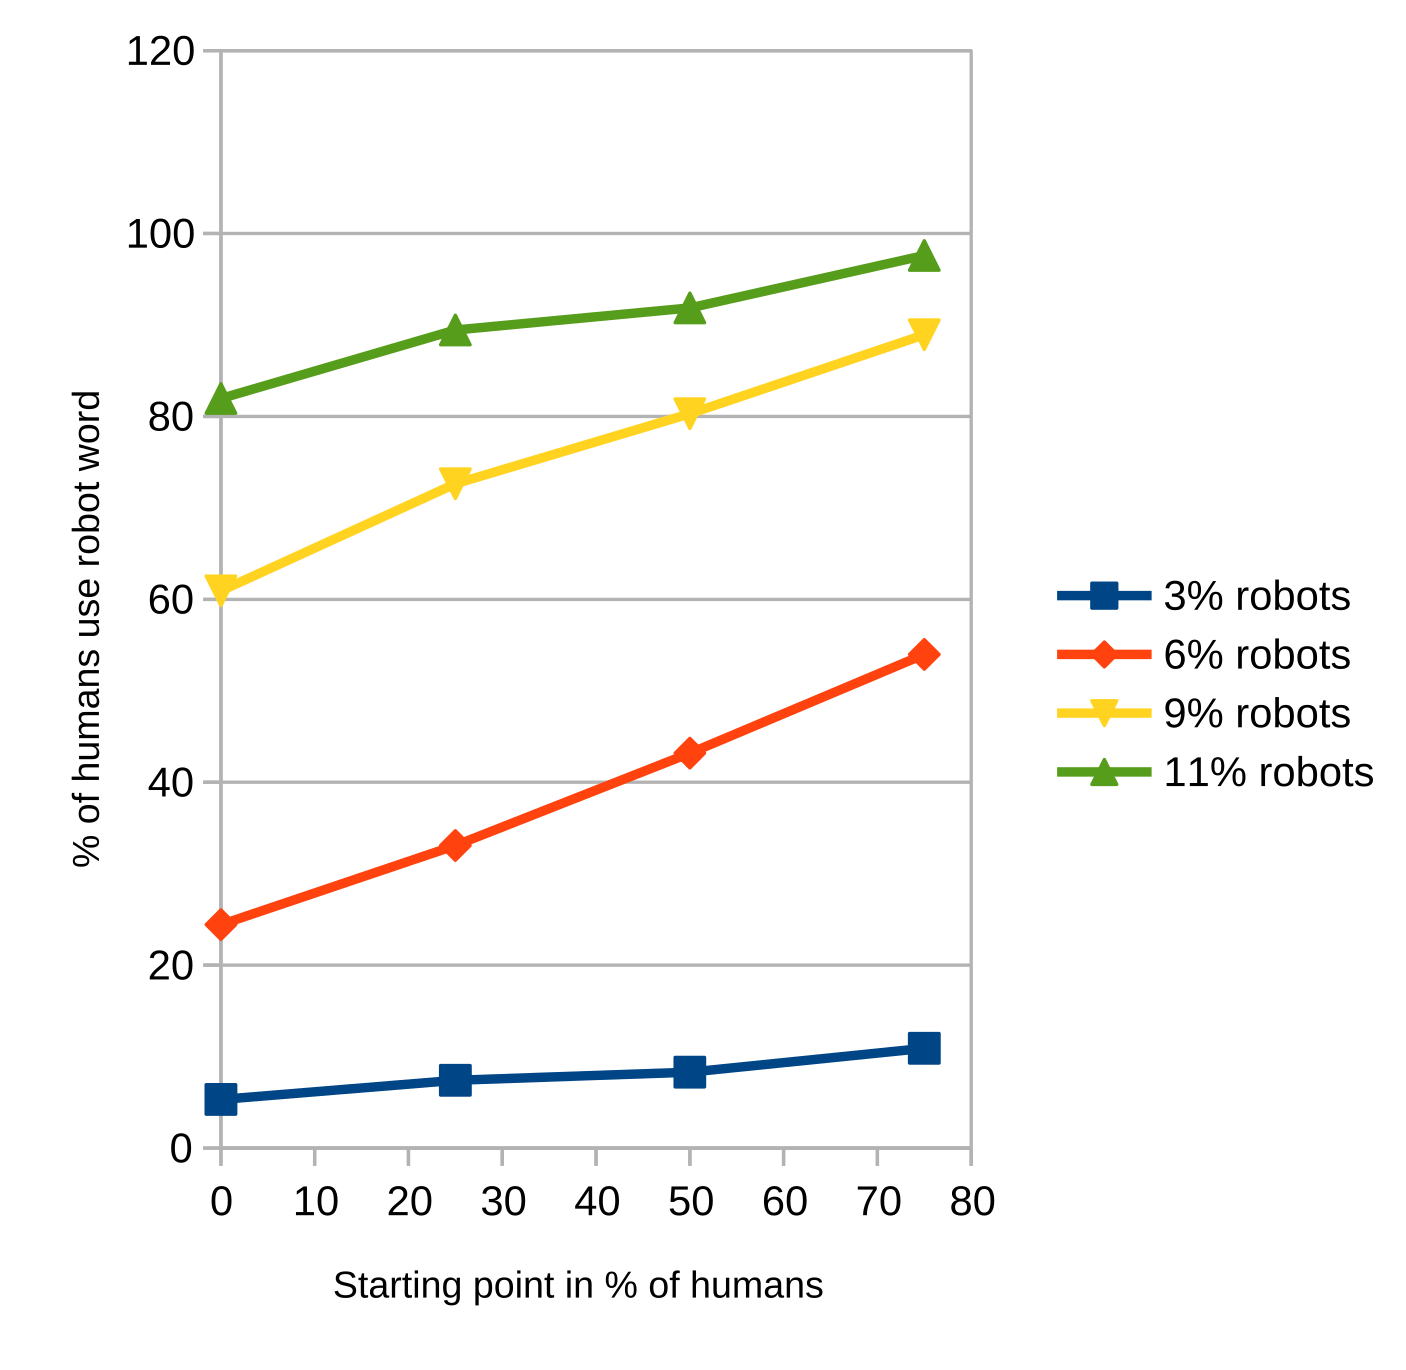 120
100
80
60
40
20
0
% of humans use robot word
0 10 20 30 40 50 60 70 80
Starting point in % of humans
3% robots
6% robots
9% robots
11% robots